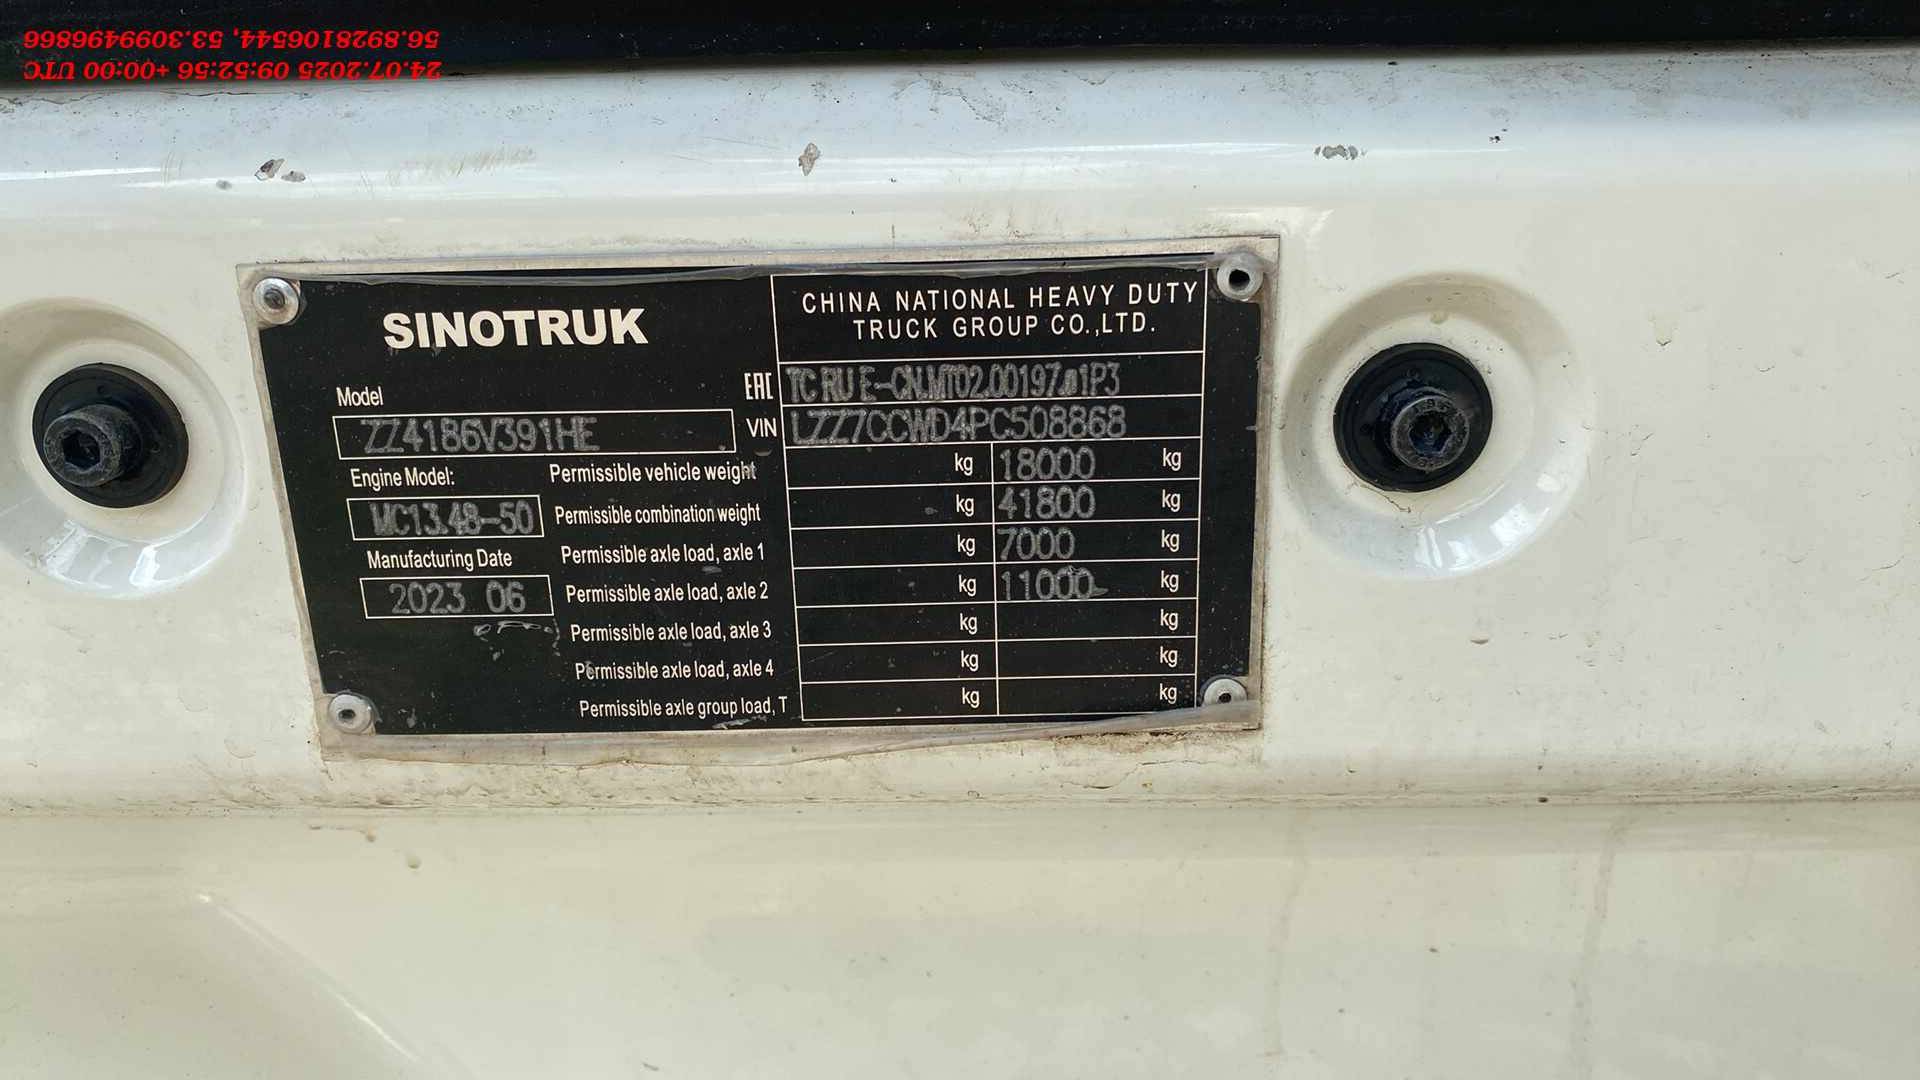 56.8928106544, 53.3099496866
24.07.2025 09:52:56 +00:00 UTC
SINOTRUK
CHINA NATIONAL HEAVY DUTY
TRUCK GROUP CO.,LTD.
Model
ZZ4186V391HE
EAC TC RU E-CN.MT02.00197.01P3
VIN LZZ7CCWD4PC508868
Engine Model:
MC13.48-50
Manufacturing Date
2023 06
Permissible vehicle weight kg 18000 kg
Permissible combination weight kg 41800 kg
Permissible axle load, axle 1 kg 7000 kg
Permissible axle load, axle 2 kg 11000 kg
Permissible axle load, axle 3 kg kg
Permissible axle load, axle 4 kg kg
Permissible axle group load, T kg kg